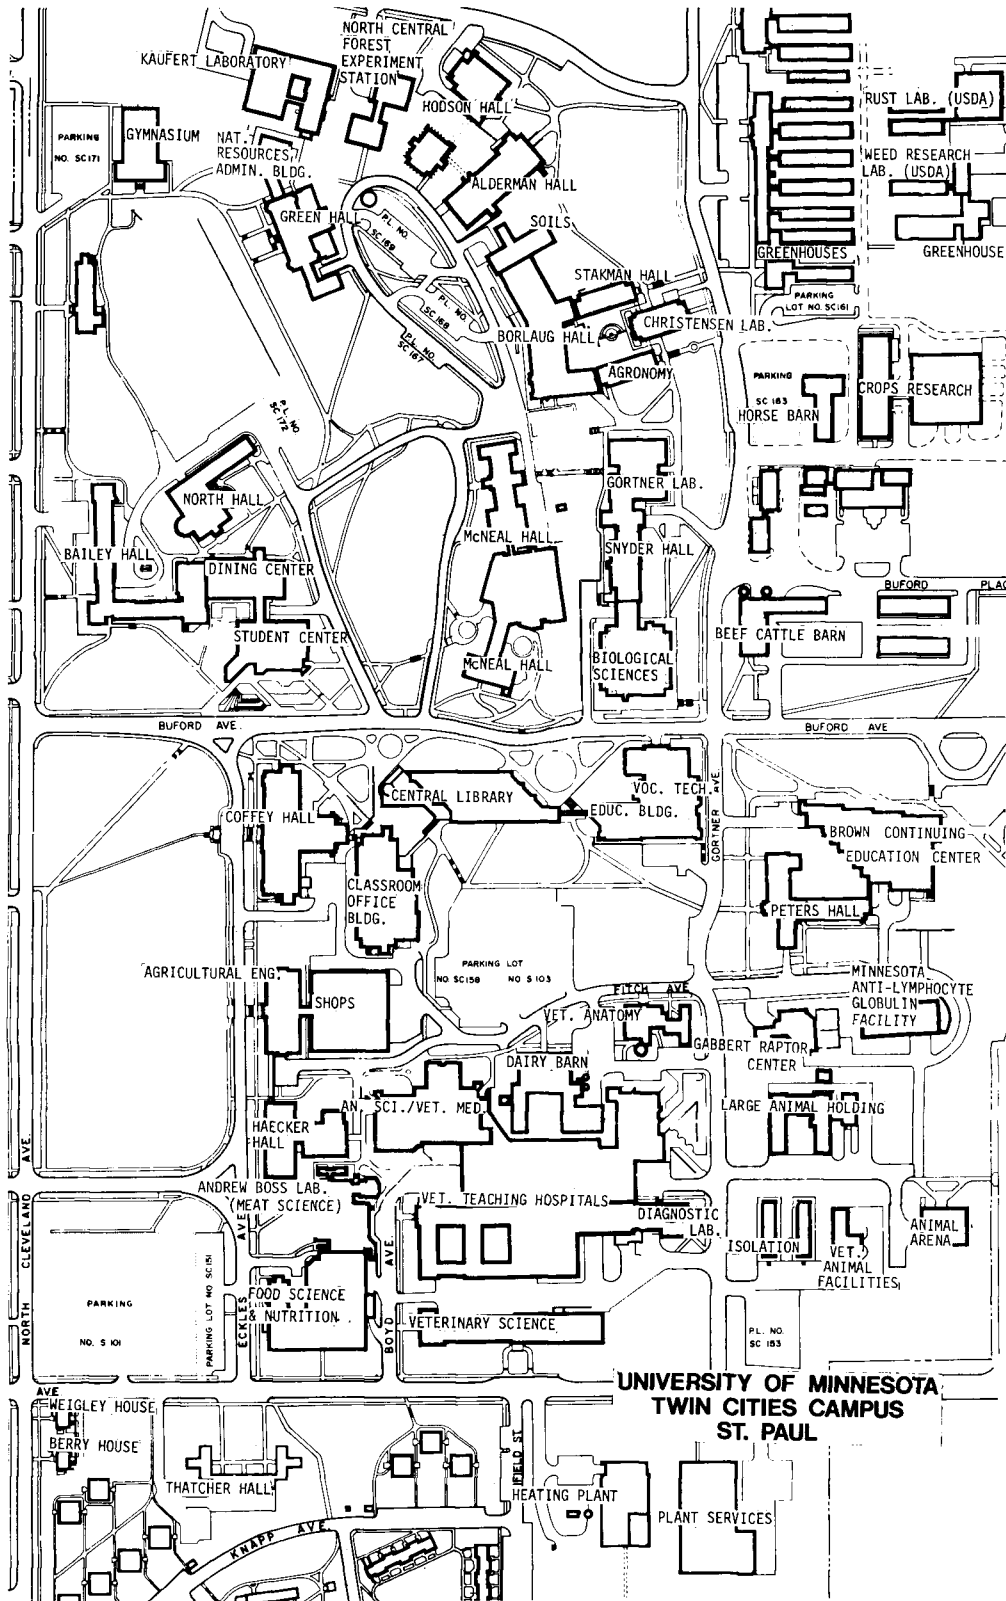 NORTH CENTRAL
FOREST
EXPERIMENT
STATION
KAUFERT LABORATORY
HODSON HALL
RUST LAB. (USDA)
PARKING
NO. SC171
GYMNASIUM
NAT.
RESOURCES
ADMIN. BLDG.
WEED RESEARCH
LAB. (USDA)
ALDERMAN HALL
GREEN HALL
P.L. NO.
SC 169
SOILS
GREENHOUSES
GREENHOUSE
STAKMAN HALL
P.L. NO.
SC 168
PARKING
LOT NO. SC161
BORLAUG HALL
CHRISTENSEN LAB.
P.L. NO.
SC 167
AGRONOMY
PARKING
SC 163
HORSE BARN
CROPS RESEARCH
P.L. NO.
SC 172
NORTH HALL
GORTNER LAB.
BAILEY HALL
McNEAL HALL
SNYDER HALL
DINING CENTER
BUFORD PLAC
STUDENT CENTER
BEEF CATTLE BARN
McNEAL HALL
BIOLOGICAL
SCIENCES
BUFORD AVE.
BUFORD AVE
COFFEY HALL
CENTRAL LIBRARY
VOC. TECH.
EDUC. BLDG.
GORTNER AVE.
BROWN CONTINUING
EDUCATION CENTER
CLASSROOM
OFFICE
BLDG.
PETERS HALL
AGRICULTURAL ENG.
SHOPS
PARKING LOT
NO. SC158 NO S 103
MINNESOTA
ANTI-LYMPHOCYTE
GLOBULIN
FACILITY
FITCH AVE
VET. ANATOMY
GABBERT RAPTOR
CENTER
DAIRY BARN
AN. SCI./VET. MED.
LARGE ANIMAL HOLDING
HAECKER
HALL
ANDREW BOSS LAB.
(MEAT SCIENCE)
VET. TEACHING HOSPITALS
DIAGNOSTIC
LAB.
ISOLATION
VET.
ANIMAL
FACILITIES
ANIMAL
ARENA
NORTH CLEVELAND AVE.
ECKLES AVE
BOYD AVE.
PARKING
NO. S 101
PARKING LOT NO SC151
FOOD SCIENCE
& NUTRITION
VETERINARY SCIENCE
P.L. NO.
SC 153
UNIVERSITY OF MINNESOTA
TWIN CITIES CAMPUS
ST. PAUL
AVE
WEIGLEY HOUSE
BERRY HOUSE
THATCHER HALL
IFIELD ST
HEATING PLANT
PLANT SERVICES
KNAPP AVE.